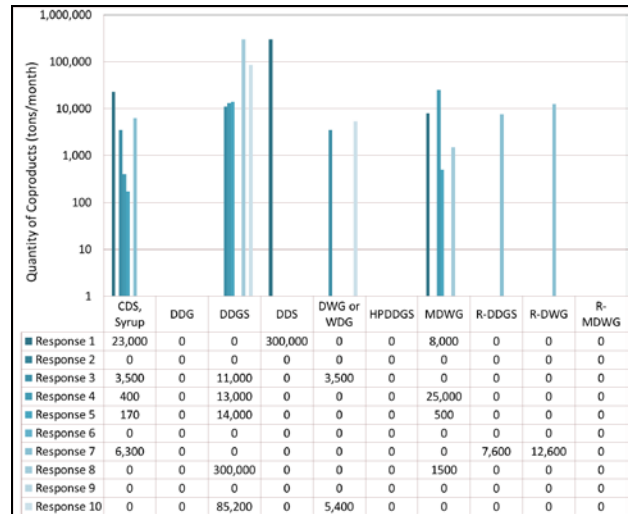 1,000,000
100,000
10,000
1,000
100
10
1
Quantity of Coproducts (tons/month)
CDS, Syrup DDG DDGS DDS DWG or WDG HPDDGS MDWG R-DDGS R-DWG R-MDWG
Response 1 23,000 0 0 300,000 0 0 8,000 0 0 0
Response 2 0 0 0 0 0 0 0 0 0 0
Response 3 3,500 0 11,000 0 3,500 0 0 0 0 0
Response 4 400 0 13,000 0 0 0 25,000 0 0 0
Response 5 170 0 14,000 0 0 0 500 0 0 0
Response 6 0 0 0 0 0 0 0 0 0 0
Response 7 6,300 0 0 0 0 0 0 7,600 12,600 0
Response 8 0 0 300,000 0 0 0 1500 0 0 0
Response 9 0 0 0 0 0 0 0 0 0 0
Response 10 0 0 85,200 0 5,400 0 0 0 0 0